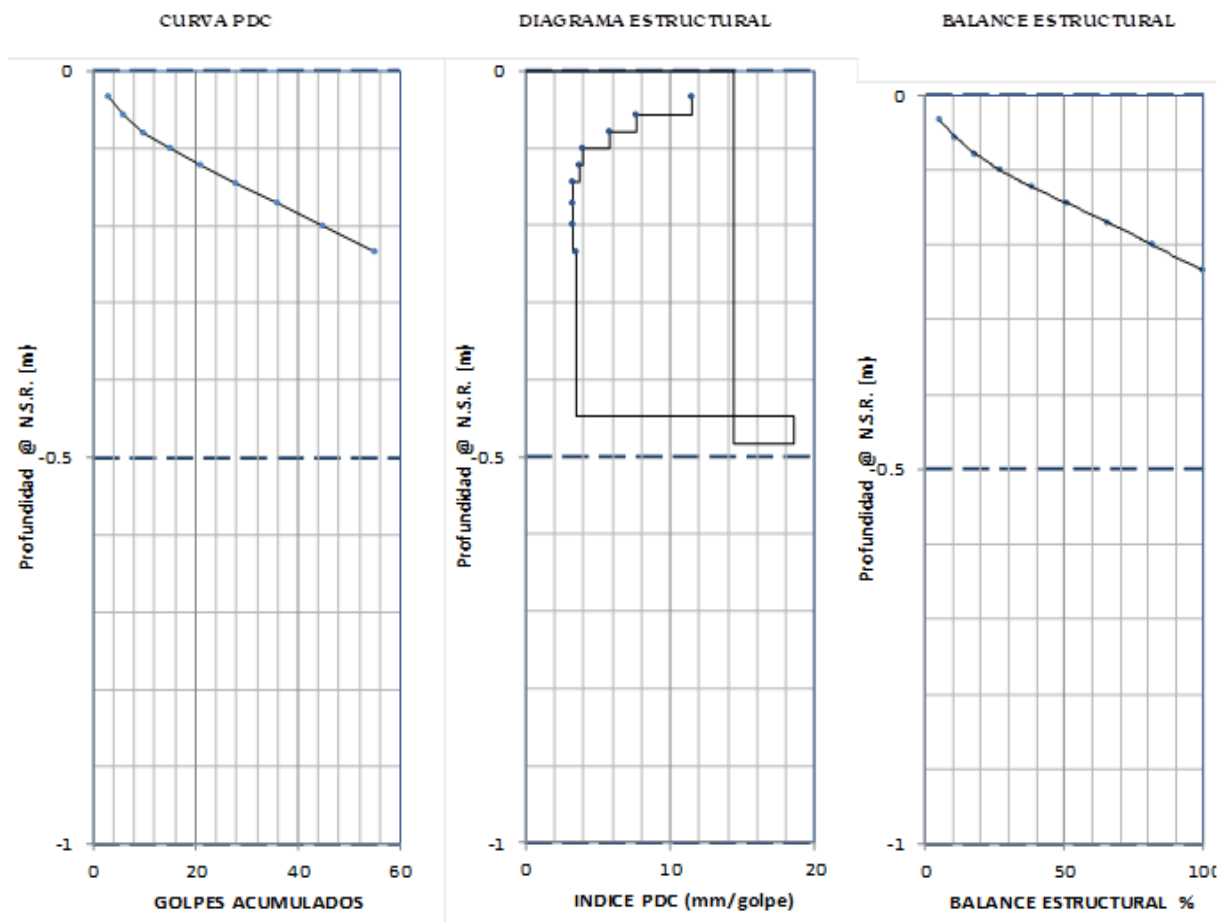 CURVA PDC
DIAGRAMA ESTRUCTURAL
BALANCE ESTRUCTURAL
0
-0.5
-1
Profundidad @ N.S.R. [m]
0
20
40
60
GOLPES ACUMULADOS
0
-0.5
-1
Profundidad @ N.S.R. [m]
0
10
20
INDICE PDC (mm/golpe)
0
-0.5
-1
Profundidad @ N.S.R. [m]
0
50
100
BALANCE ESTRUCTURAL %